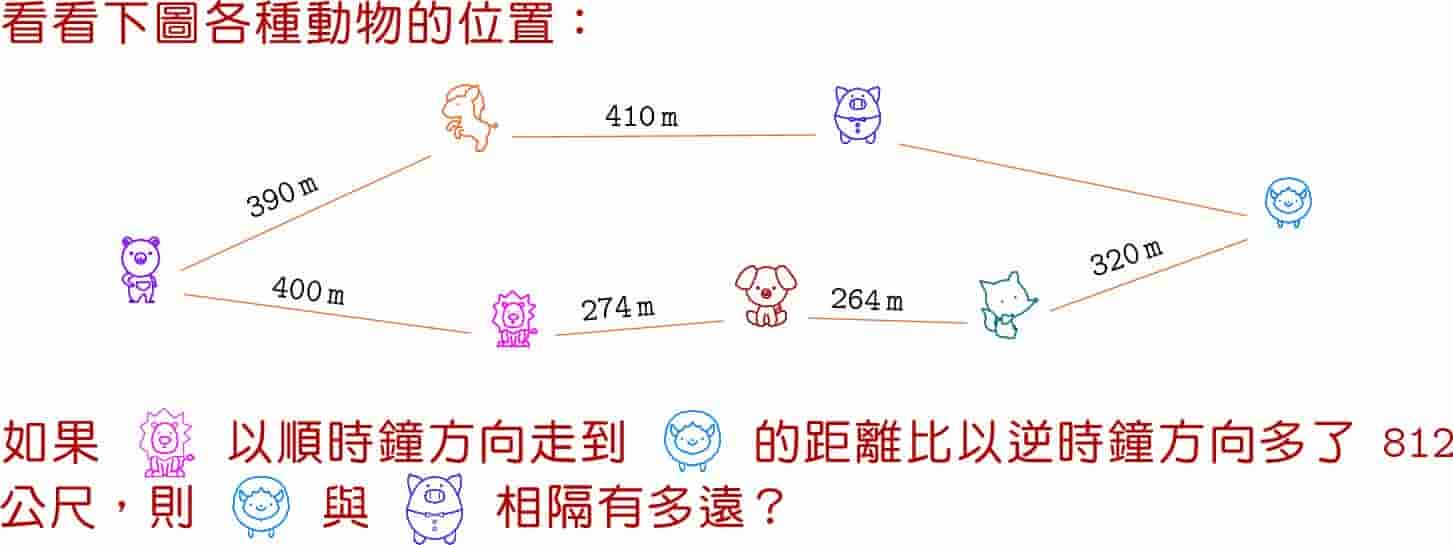 看看下圖各種動物的位置：
410 m
390 m
320 m
400 m
274 m
264 m
如果 以順時鐘方向走到 的距離比以逆時鐘方向多了 812
公尺，則 與 相隔有多遠？